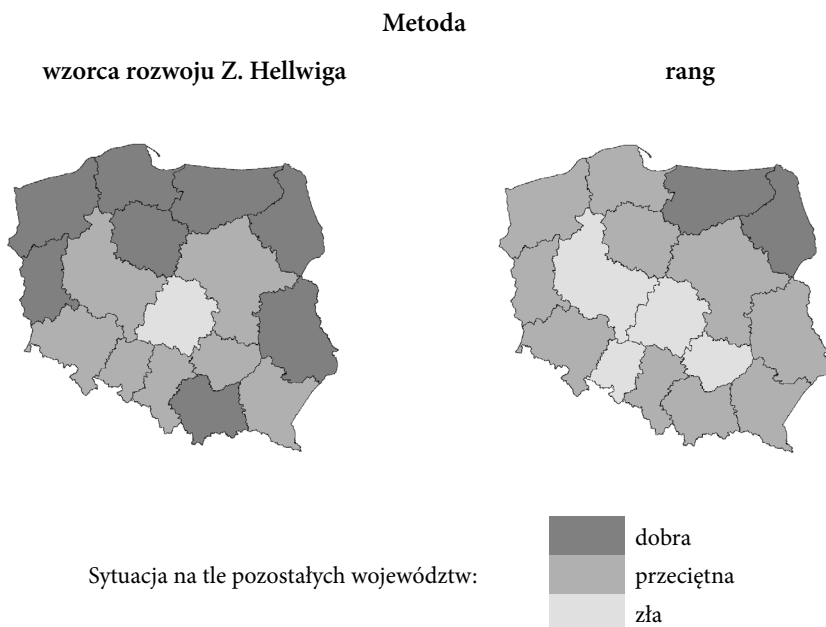 Metoda
wzorca rozwoju Z. Hellwiga
rang
Sytuacja na tle pozostałych województw:
dobra
przeciętna
zła